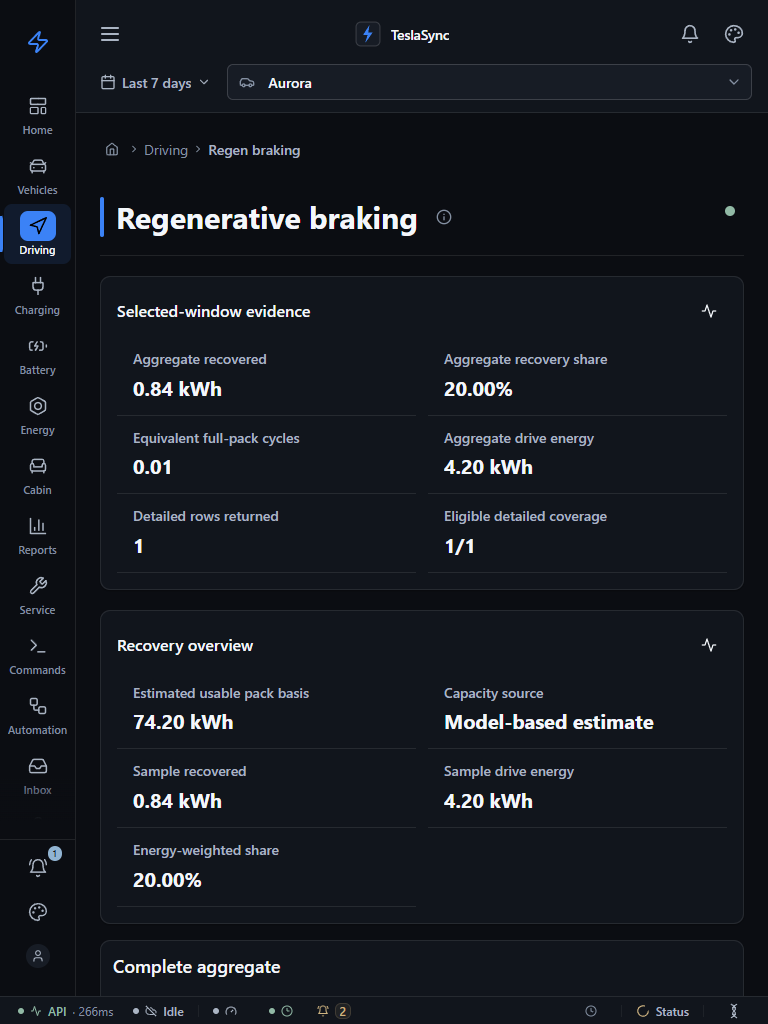 TeslaSync
Last 7 days
Aurora
Home
Vehicles
Driving
Charging
Battery
Energy
Cabin
Reports
Service
Commands
Automation
Inbox
1
Driving
Regen braking
Regenerative braking
Selected-window evidence
Aggregate recovered
0.84 kWh
Aggregate recovery share
20.00%
Equivalent full-pack cycles
0.01
Aggregate drive energy
4.20 kWh
Detailed rows returned
1
Eligible detailed coverage
1/1
Recovery overview
Estimated usable pack basis
74.20 kWh
Capacity source
Model-based estimate
Sample recovered
0.84 kWh
Sample drive energy
4.20 kWh
Energy-weighted share
20.00%
Complete aggregate
API · 266ms
Idle
2
Status